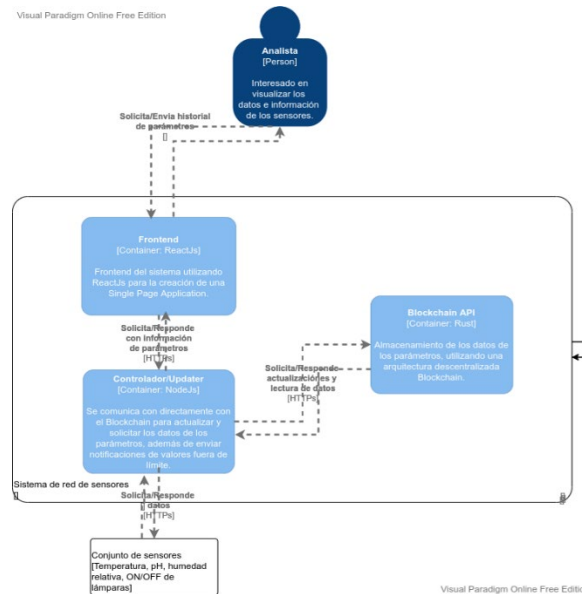 Visual Paradigm Online Free Edition
Analista
[Person]
Interesado en
visualizar los
datos e información
de los sensores.
Solicita/Envia historial
de parámetros
[]
Frontend
[Container: ReactJs]
Frontend del sistema utilizando
ReactJs para la creación de una
Single Page Application.
Solicita/Responde
con información
de parámetros
[HTTPs]
Blockchain API
[Container: Rust]
Almacenamiento de los datos de
los parámetros, utilizando una
arquitectura descentralizada
Blockchain.
Solicita/Responde
actualizaciónes y
lectura de datos
[HTTPs]
Controlador/Updater
[Container: NodeJs]
Se comunica con directamente con
el Blockchain para actualizar y
solicitar los datos de los
parámetros, además de enviar
notificaciones de valores fuera de
límite.
Sistema de red de sensores
[]
Solicita/Responde
datos
[HTTPs]
Conjunto de sensores
[Temperatura, pH, humedad
relativa, ON/OFF de
lámparas]
Visual Paradigm Online Free Editio